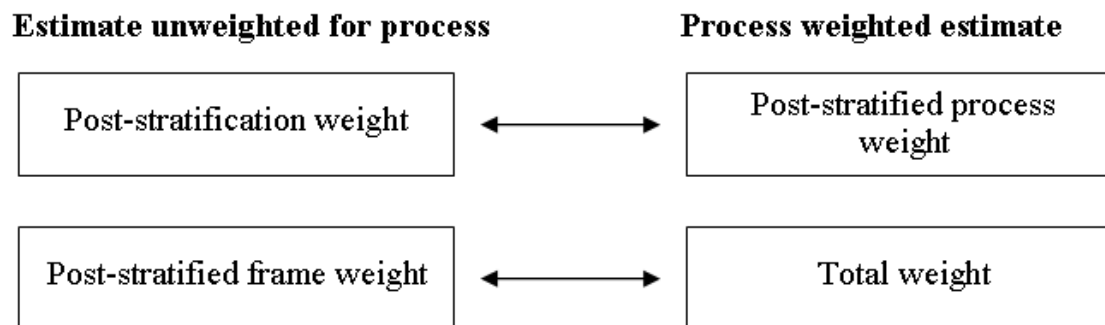 Estimate unweighted for process
Process weighted estimate
Post-stratification weight
Post-stratified process
weight
Post-stratified frame weight
Total weight